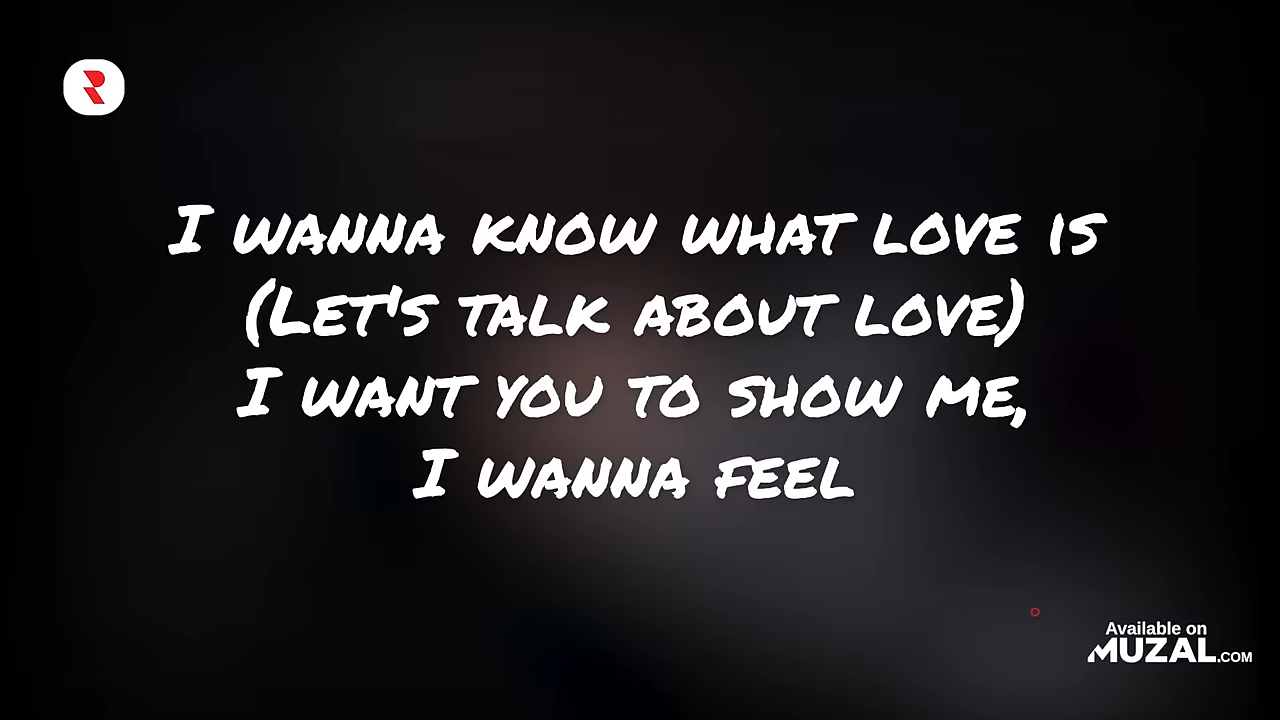 I WANNA KNOW WHAT LOVE IS
(LET'S TALK ABOUT LOVE)
I WANT YOU TO SHOW ME,
I WANNA FEEL
Available on
MUZAL.COM